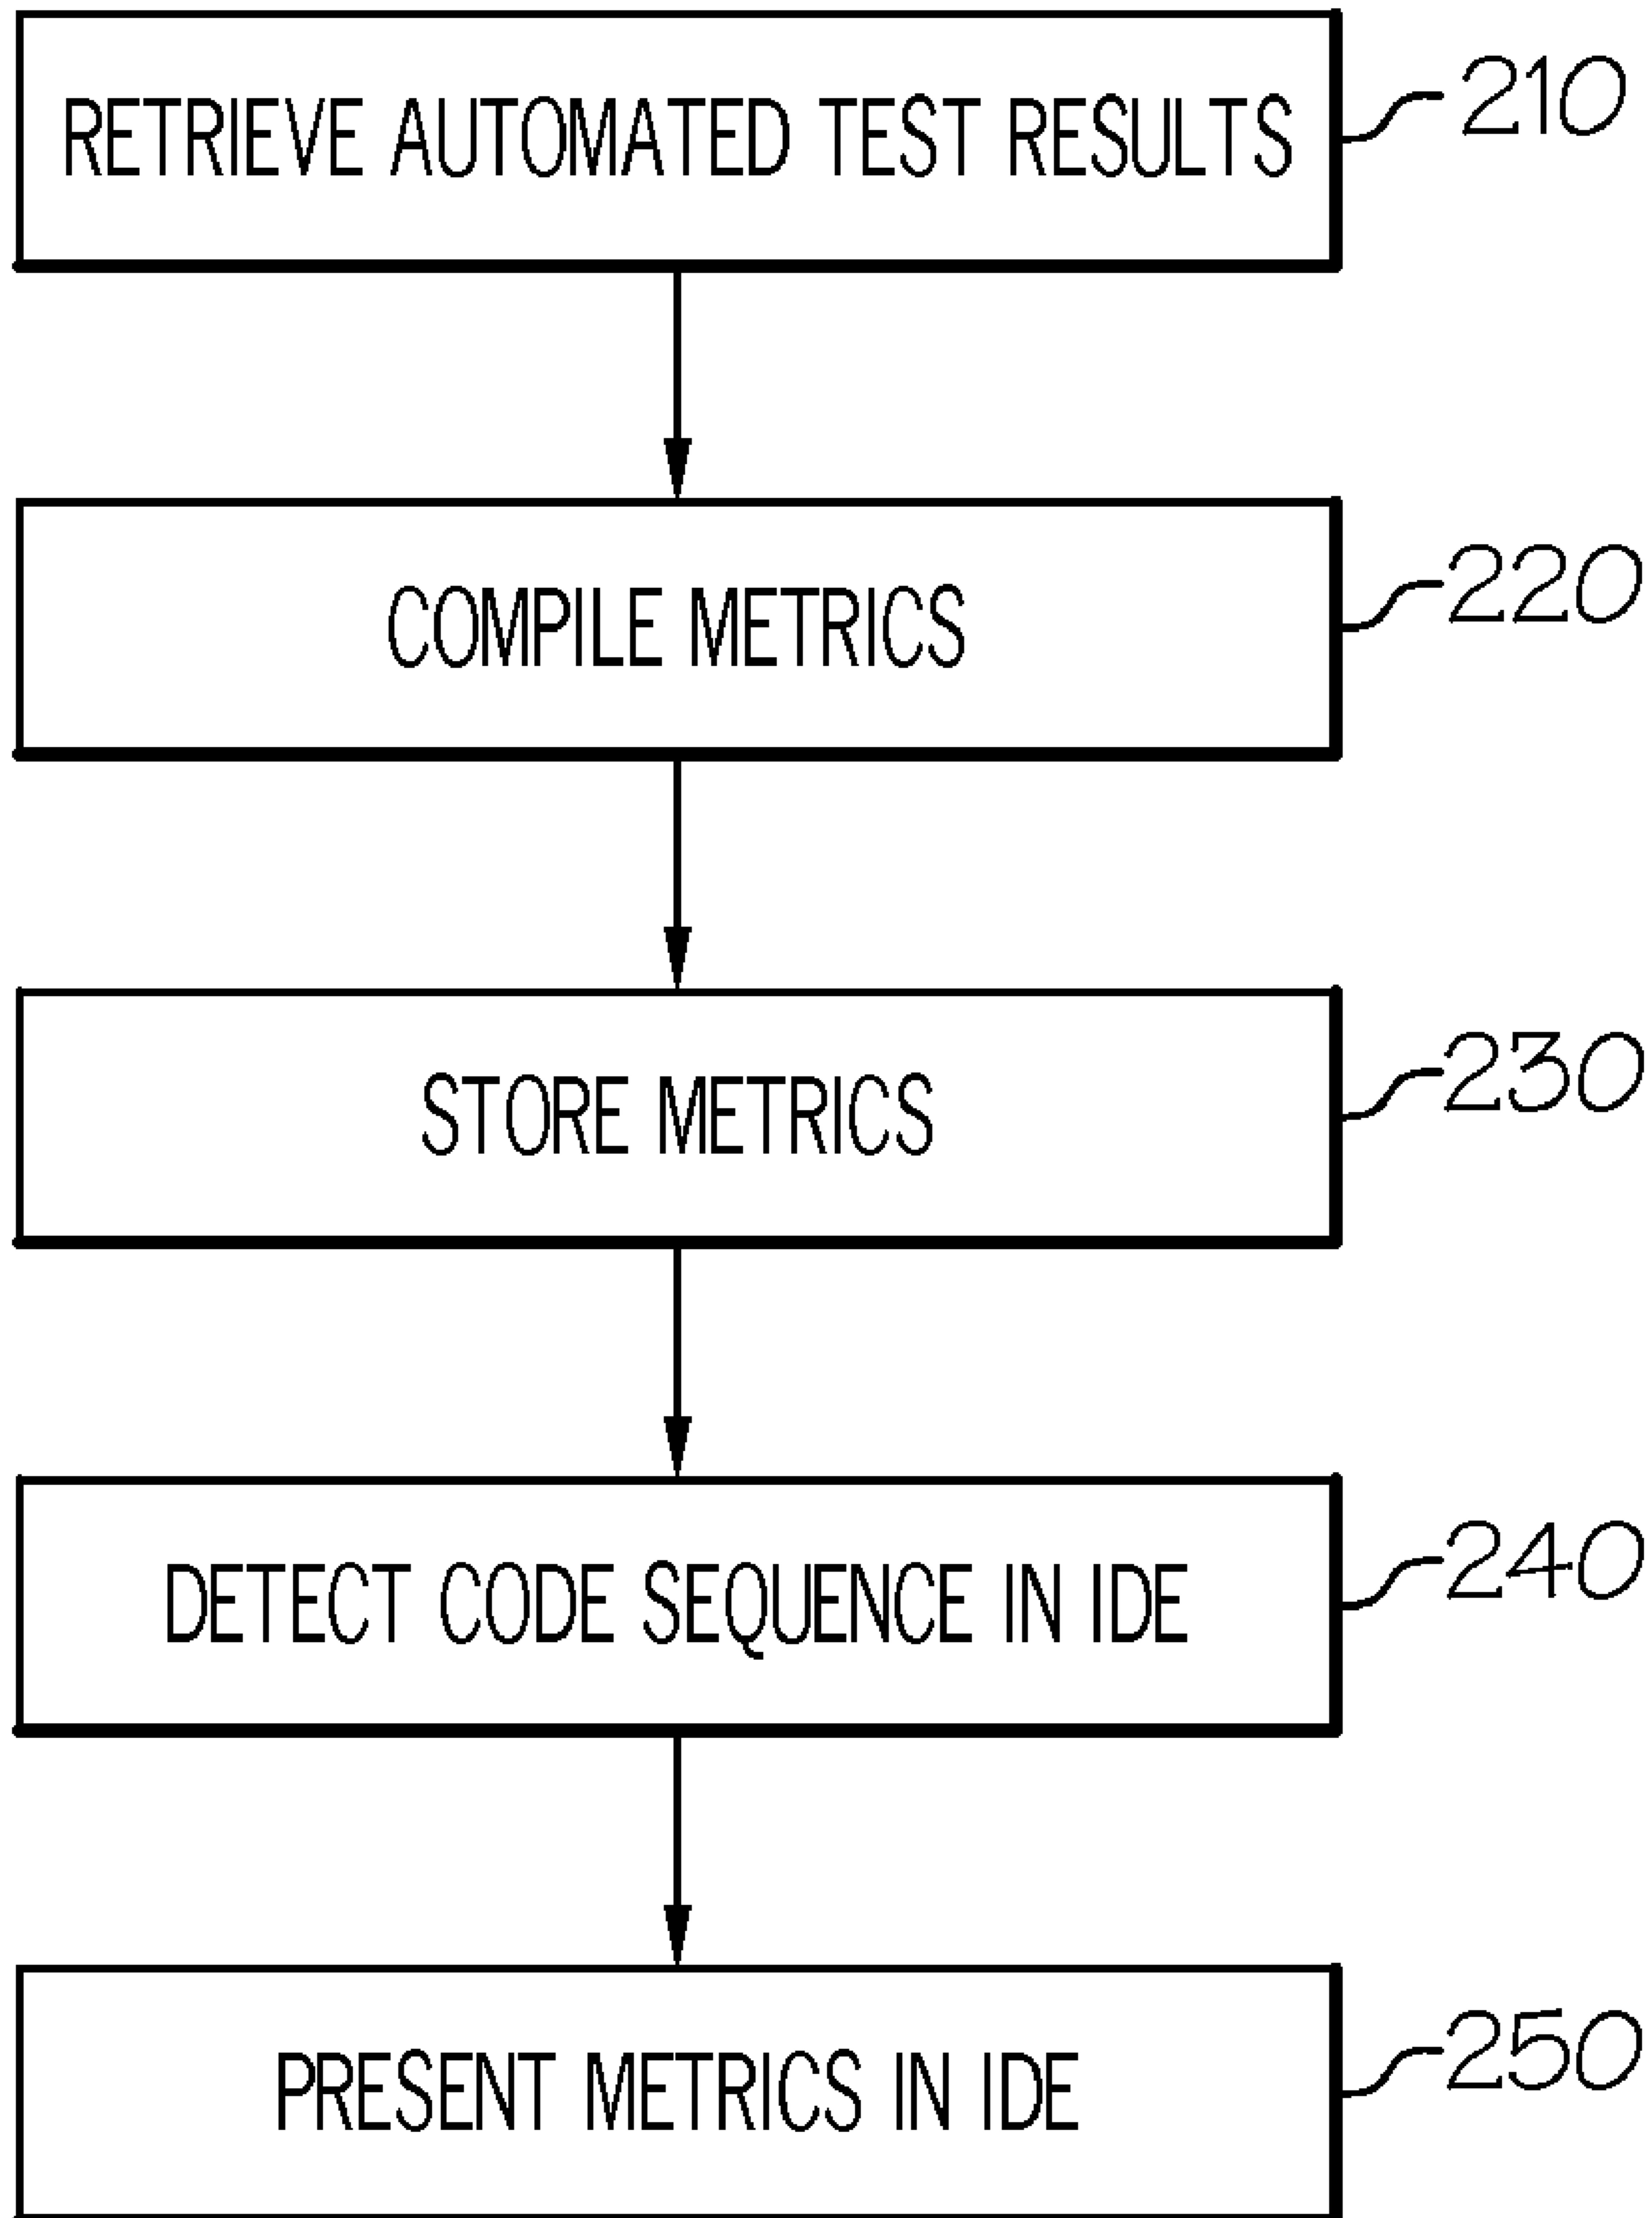 RETRIEVE AUTOMATED TEST RESULTS
210
COMPILE METRICS
220
STORE METRICS
230
DETECT CODE SEQUENCE IN IDE
240
PRESENT METRICS IN IDE
250